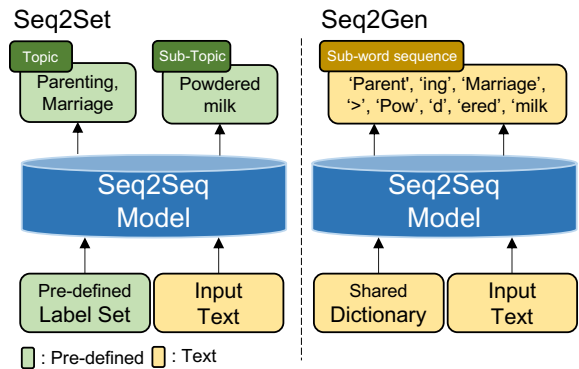 Seq2Set
Topic
Parenting,
Marriage
Sub-Topic
Powdered
milk
Seq2Seq
Model
Pre-defined
Label Set
Input
Text
: Pre-defined
: Text
Seq2Gen
Sub-word sequence
‘Parent', ‘ing’, ‘Marriage’,
‘>’, ‘Pow’, ‘d’, ‘ered’, ‘milk
Seq2Seq
Model
Shared
Dictionary
Input
Text